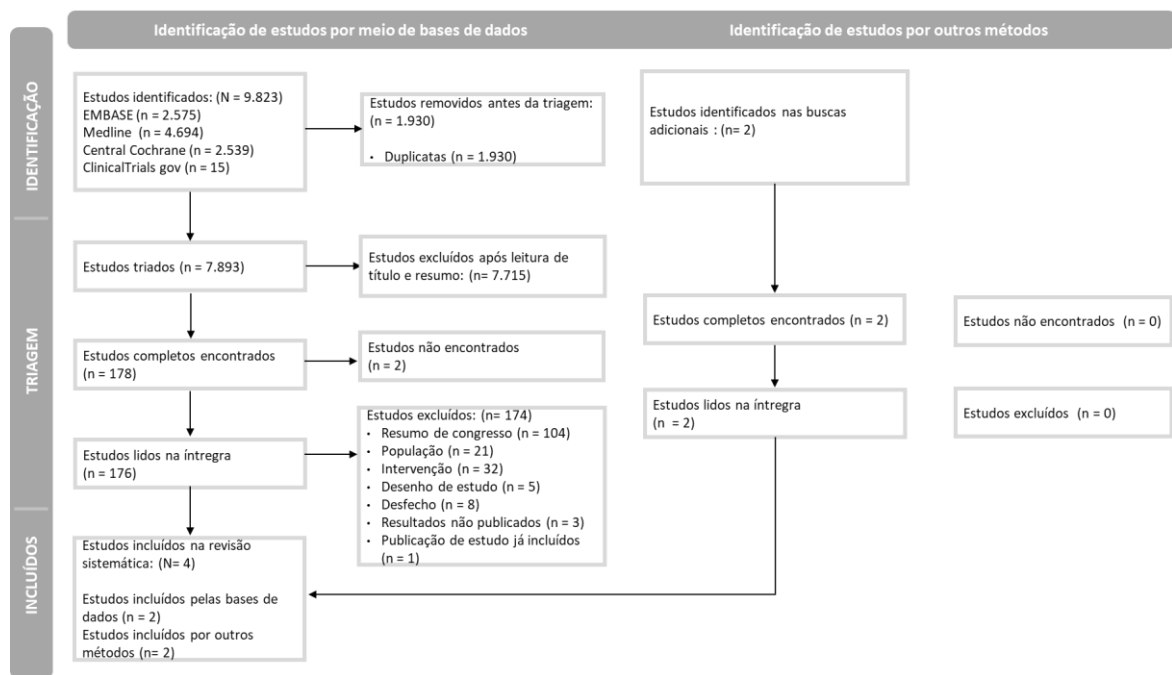 Identificação de estudos por meio de bases de dados
Identificação de estudos por outros métodos
IDENTIFICAÇÃO
Estudos identificados: (N = 9.823)
EMBASE (n = 2.575)
Medline (n = 4.694)
Central Cochrane (n = 2.539)
ClinicalTrials gov (n = 15)
Estudos removidos antes da triagem:
(n = 1.930)
• Duplicatas (n = 1.930)
Estudos identificados nas buscas
adicionais : (n= 2)
TRIAGEM
Estudos triados (n = 7.893)
Estudos excluídos após leitura de
título e resumo: (n= 7.715)
Estudos completos encontrados
(n = 178)
Estudos não encontrados
(n = 2)
Estudos completos encontrados (n = 2)
Estudos não encontrados (n = 0)
Estudos lidos na íntregra
(n = 176)
Estudos excluídos: (n= 174)
• Resumo de congresso (n = 104)
• População (n = 21)
• Intervenção (n = 32)
• Desenho de estudo (n = 5)
• Desfecho (n = 8)
• Resultados não publicados (n = 3)
• Publicação de estudo já incluídos
(n = 1)
Estudos lidos na íntregra
(n = 2)
Estudos excluídos (n = 0)
INCLUÍDOS
Estudos incluídos na revisão
sistemática: (N= 4)
Estudos incluídos pelas bases de
dados (n = 2)
Estudos incluídos por outros
métodos (n= 2)